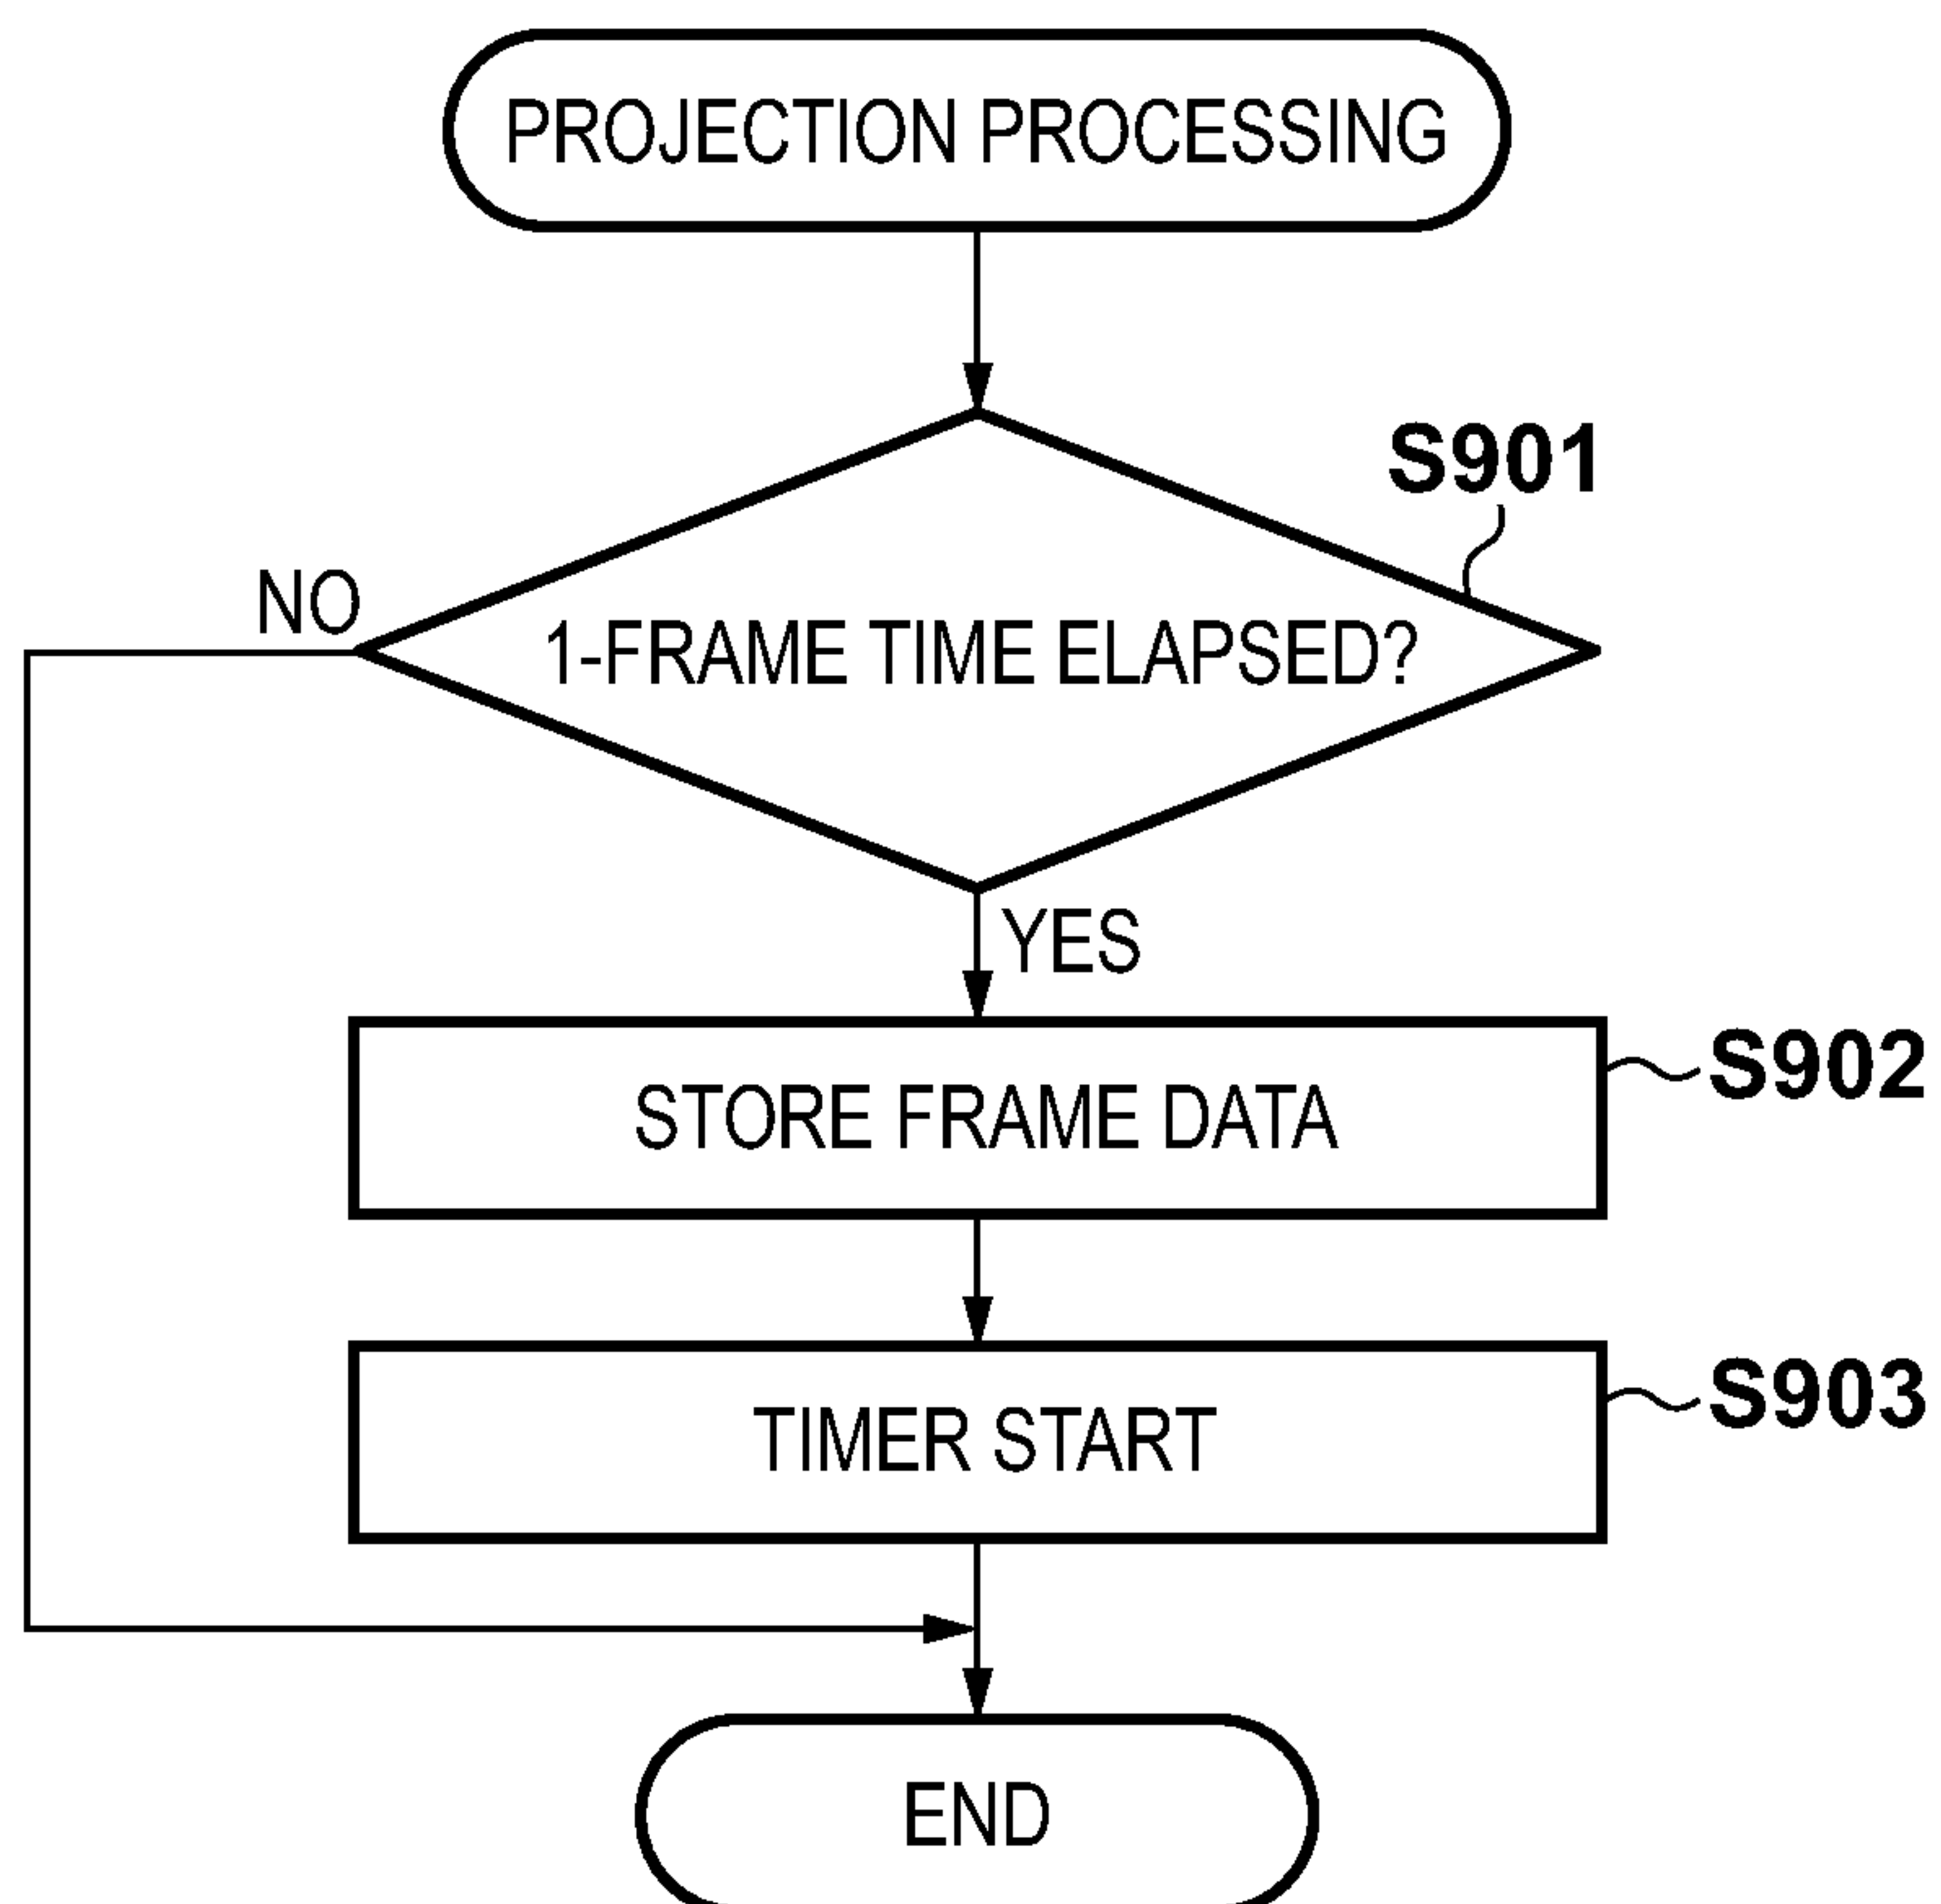 PROJECTION PROCESSING
S901
NO
1-FRAME TIME ELAPSED?
YES
STORE FRAME DATA
S902
TIMER START
S903
END